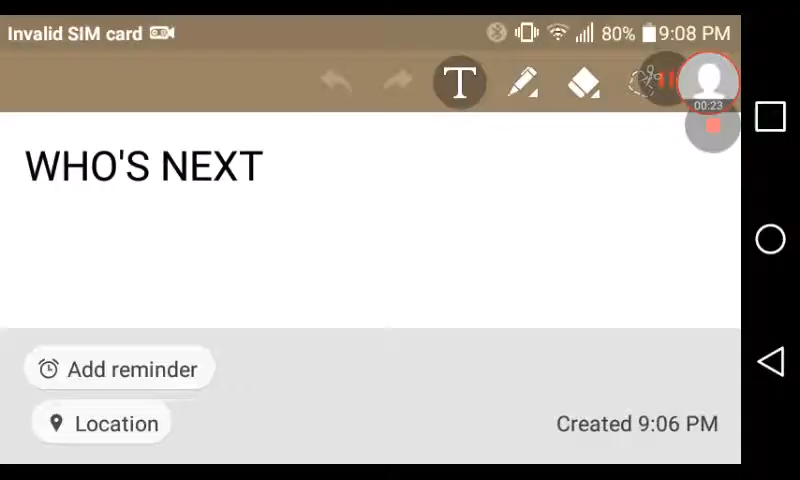 Invalid SIM card 80% 9:08 PM
T
00:23
WHO'S NEXT
Add reminder
Location
Created 9:06 PM